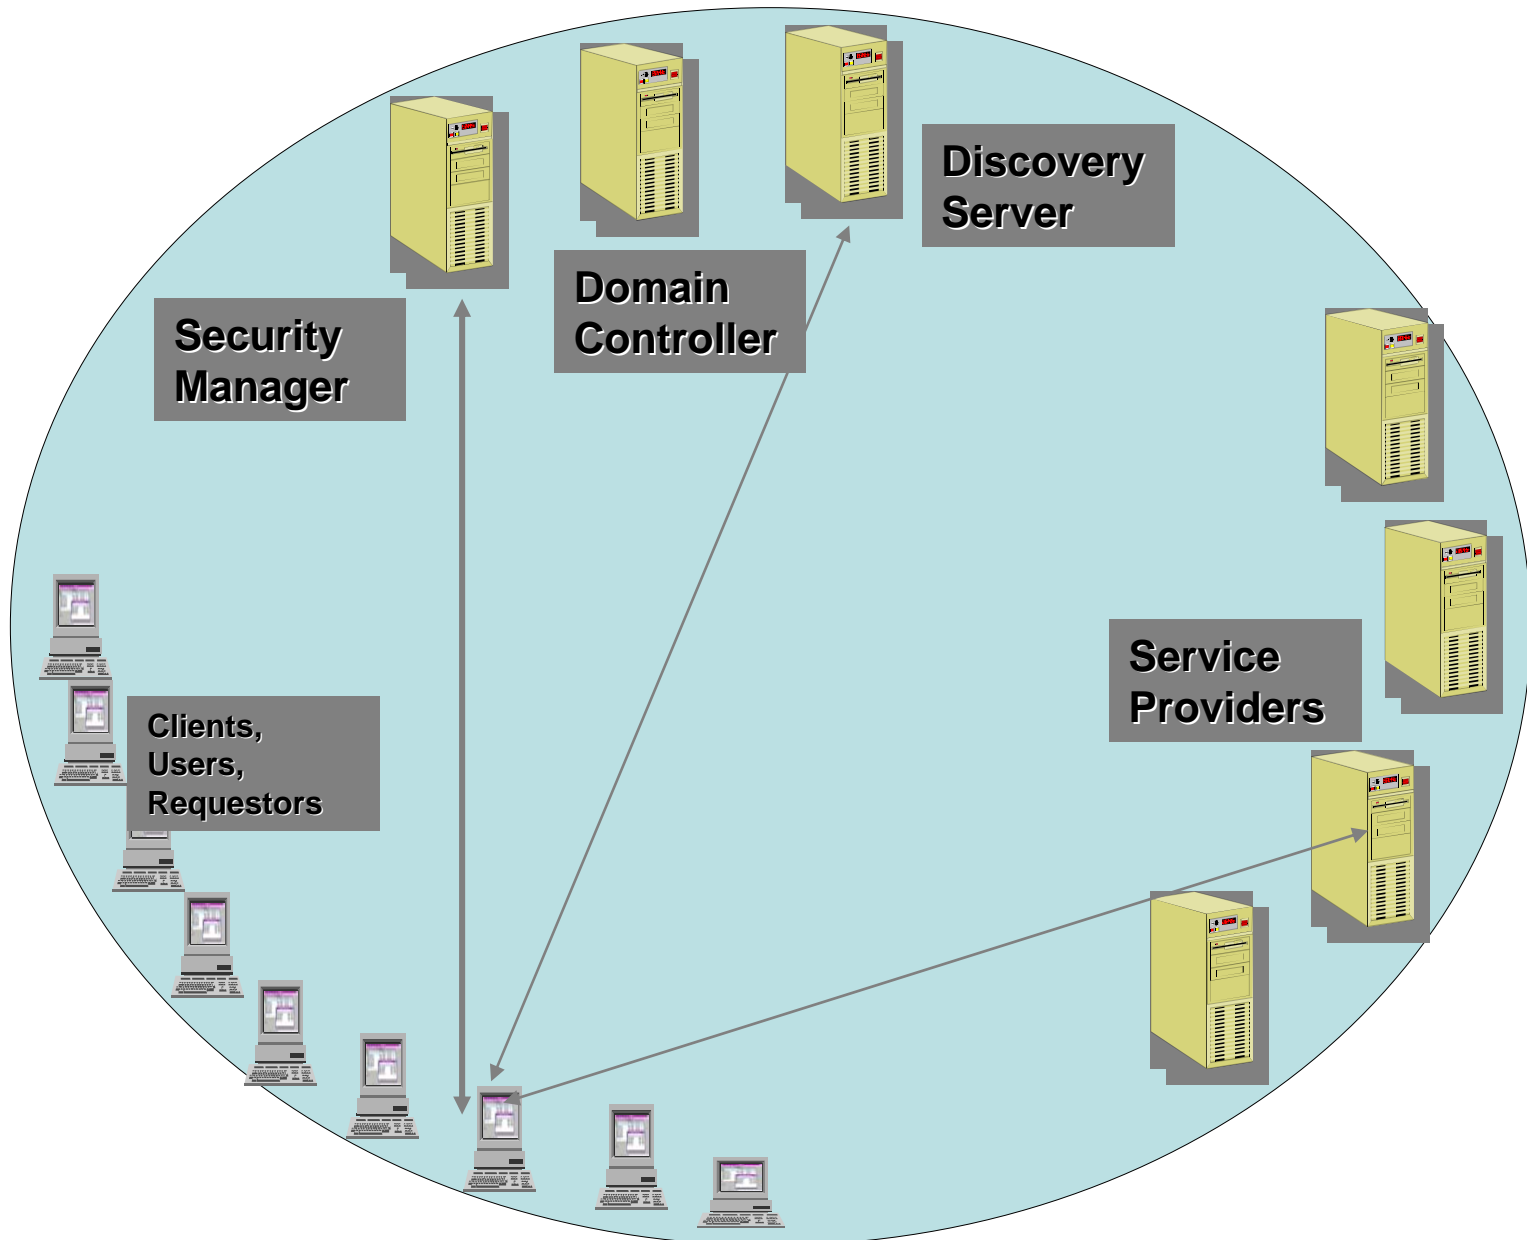 Discovery
Server
Domain
Controller
Security
Manager
Service
Providers
Clients,
Users,
Requestors